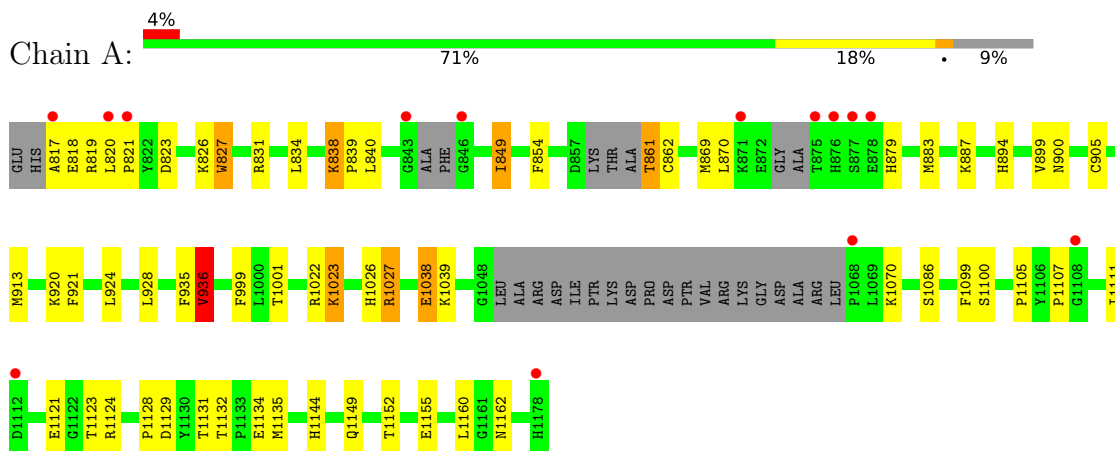 4%
Chain A:
71% 18% • 9%
GLU HIS A817 E818 R819 L820 P821 Y822 D823 K826 W827 R831 L834 K838 P839 L840 G843 ALA PHE G846 I849 F854 D857 LYS THR ALA T861 C862 M869 L870 K871 E872 GLY ALA T875 H876 S877 E878 H879 M883 K887 H894 V899 N900 C905
M913 K920 F921 L924 L928 F935 V936 F999 L1000 T1001 R1022 K1023 H1026 R1027 E1038 K1039 G1048 LEU ALA ARG ASP ILE PTR LYS ASP PRO ASP PTR VAL ARG LYS GLY ASP ALA ARG LEU P1068 L1069 K1070 S1086 F1099 S1100 P1105 Y1106 P1107 G1108 I1111
D1112 E1121 G1122 T1123 R1124 P1128 D1129 Y1130 T1131 T1132 P1133 E1134 M1135 H1144 Q1149 T1152 E1155 L1160 G1161 N1162 H1178